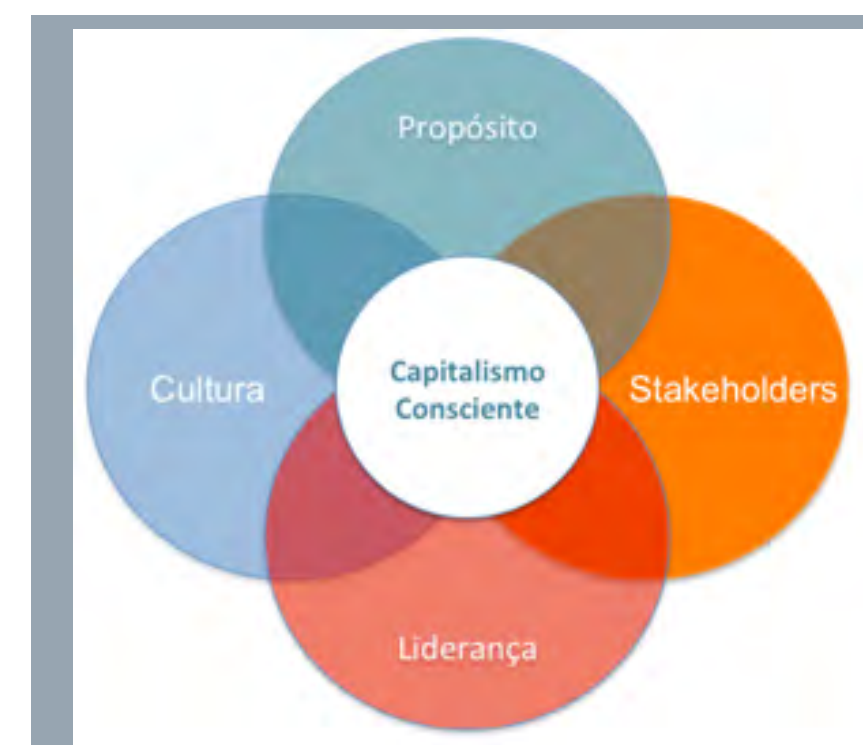 Propósito
Cultura
Capitalismo
Consciente
Stakeholders
Liderança